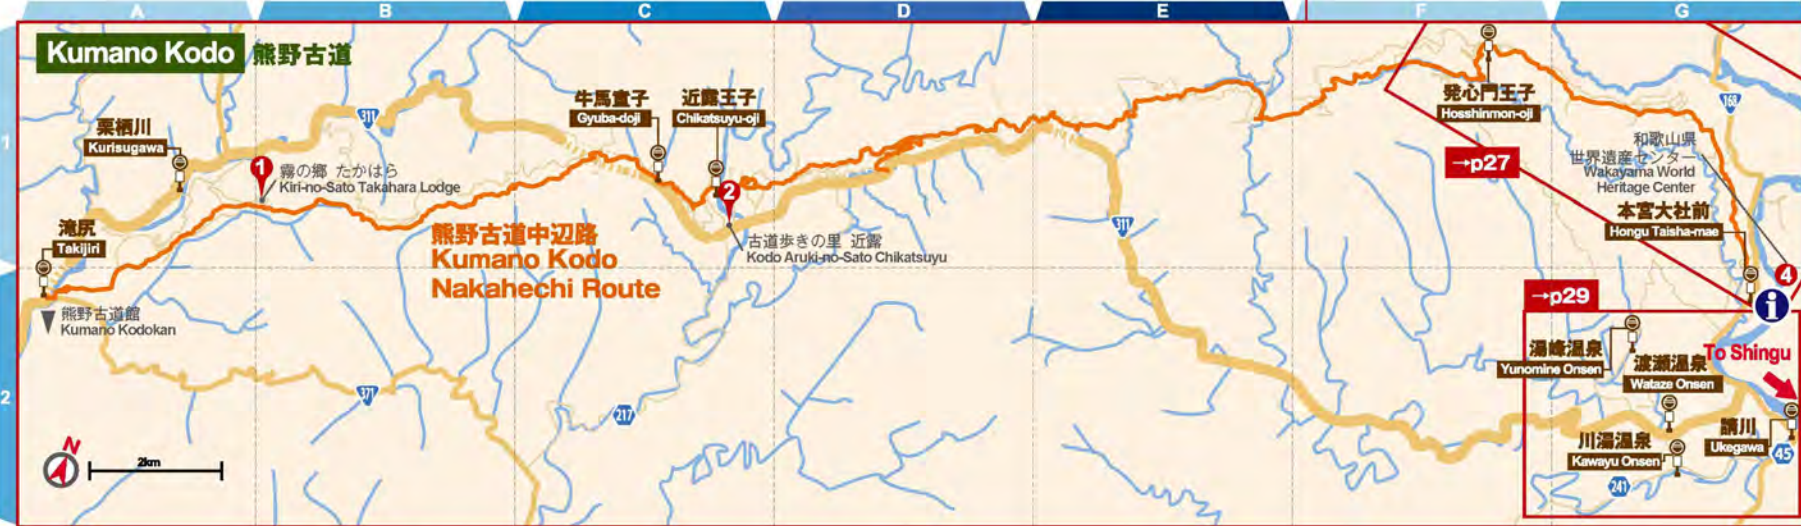 A
B
C
D
E
F
G
1
2
Kumano Kodo 熊野古道
栗栖川
Kurisugawa
滝尻
Takijiri
熊野古道館
Kumano Kodokan
1
霧の郷 たかはら
Kiri-no-Sato Takahara Lodge
311
371
牛馬童子
Gyuba-doji
近露王子
Chikatsuyu-oji
2
古道歩きの里 近露
Kodo Aruki-no-Sato Chikatsuyu
熊野古道中辺路
Kumano Kodo
Nakahechi Route
217
311
発心門王子
Hosshinmon-oji
→p27
168
和歌山県
世界遺産センター
Wakayama World
Heritage Center
本宮大社前
Hongu Taisha-mae
4
i
→p29
湯峰温泉
Yunomine Onsen
To Shingu
渡瀬温泉
Wataze Onsen
川湯温泉
Kawayu Onsen
請川
Ukegawa
45
241
N
2km